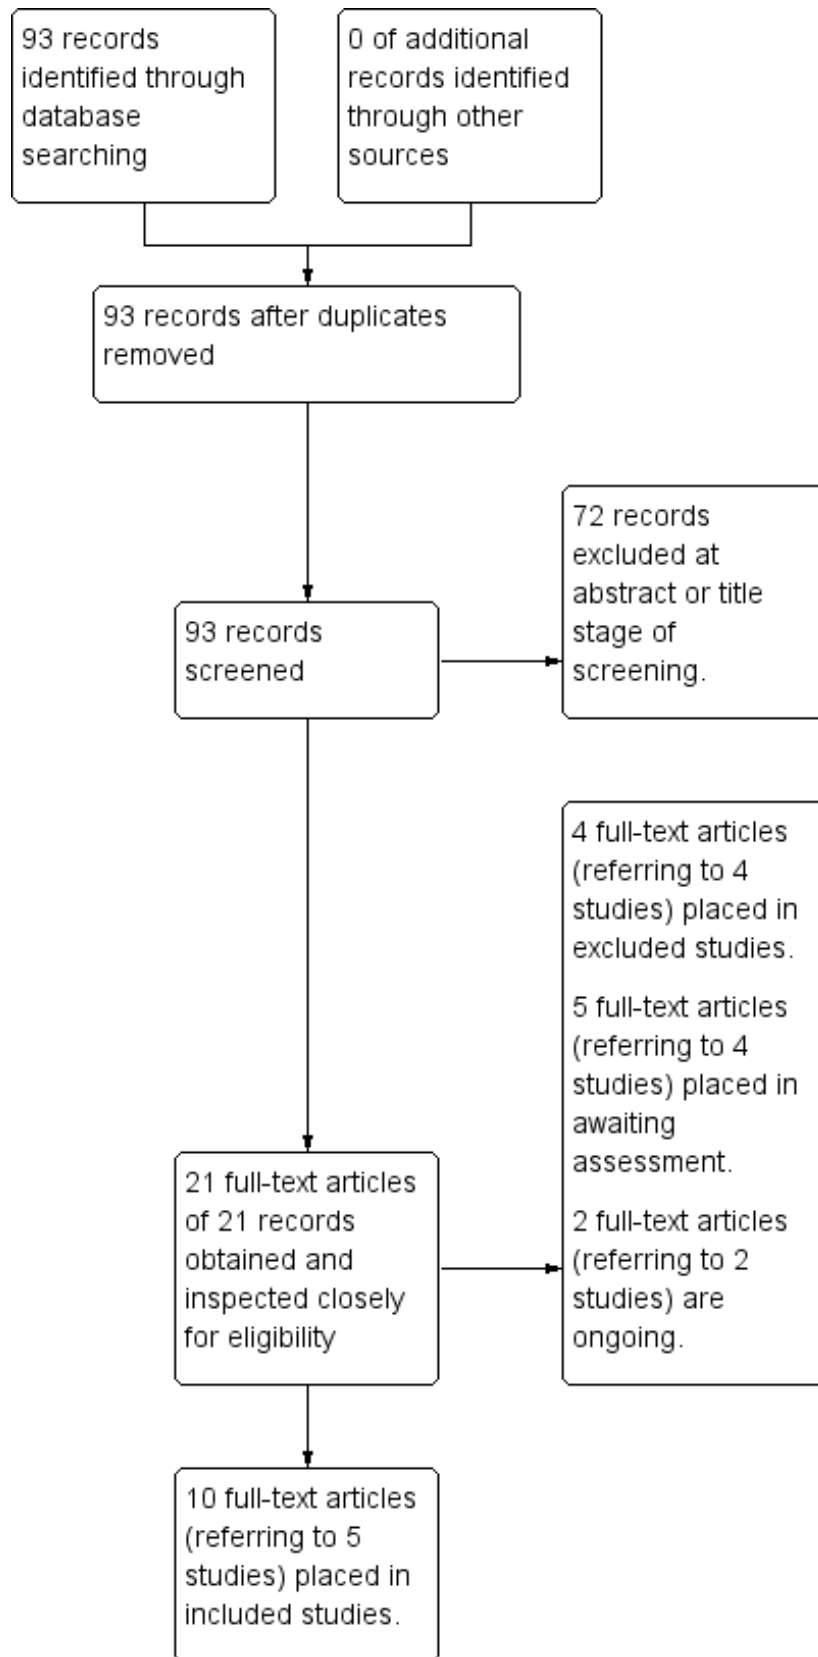 93 records
identified through
database
searching
0 of additional
records identified
through other
sources
93 records after duplicates
removed
72 records
excluded at
abstract or title
stage of
screening.
93 records
screened
4 full-text articles
(referring to 4
studies) placed in
excluded studies.
5 full-text articles
(referring to 4
studies) placed in
awaiting
assessment.
2 full-text articles
(referring to 2
studies) are
ongoing.
21 full-text articles
of 21 records
obtained and
inspected closely
for eligibility
10 full-text articles
(referring to 5
studies) placed in
included studies.